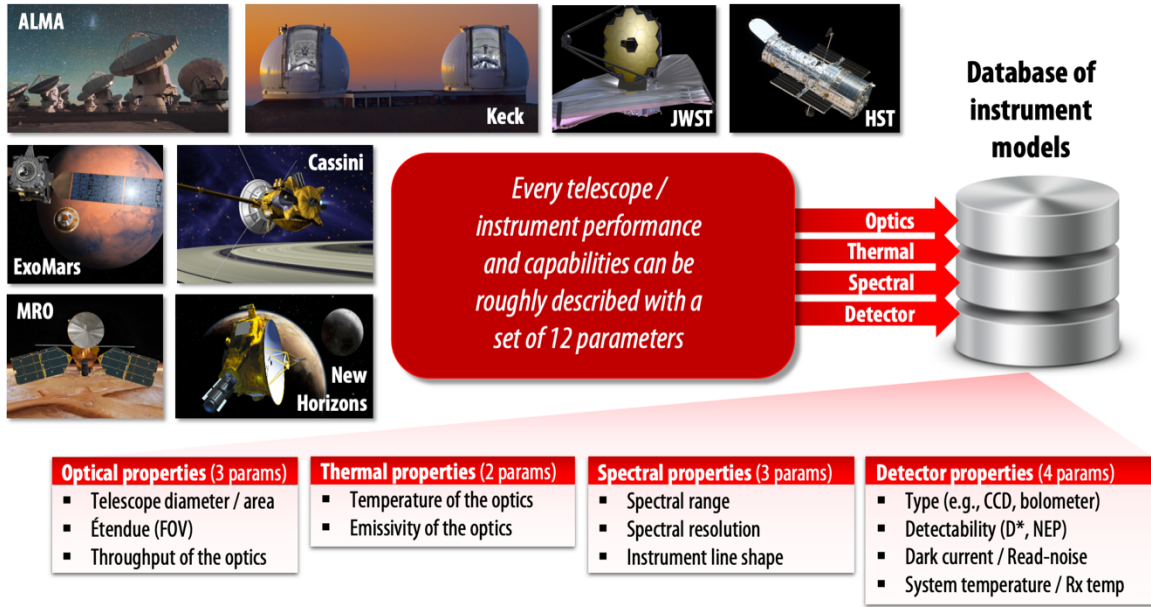 ALMA
Keck
JWST
HST
Database of
instrument
models
ExoMars
Cassini
Every telescope /
instrument performance
and capabilities can be
roughly described with a
set of 12 parameters
Optics
Thermal
Spectral
Detector
MRO
New
Horizons
Optical properties (3 params)
▪ Telescope diameter / area
▪ Étendue (FOV)
▪ Throughput of the optics
Thermal properties (2 params)
▪ Temperature of the optics
▪ Emissivity of the optics
Spectral properties (3 params)
▪ Spectral range
▪ Spectral resolution
▪ Instrument line shape
Detector properties (4 params)
▪ Type (e.g., CCD, bolometer)
▪ Detectability (D*, NEP)
▪ Dark current / Read-noise
▪ System temperature / Rx temp